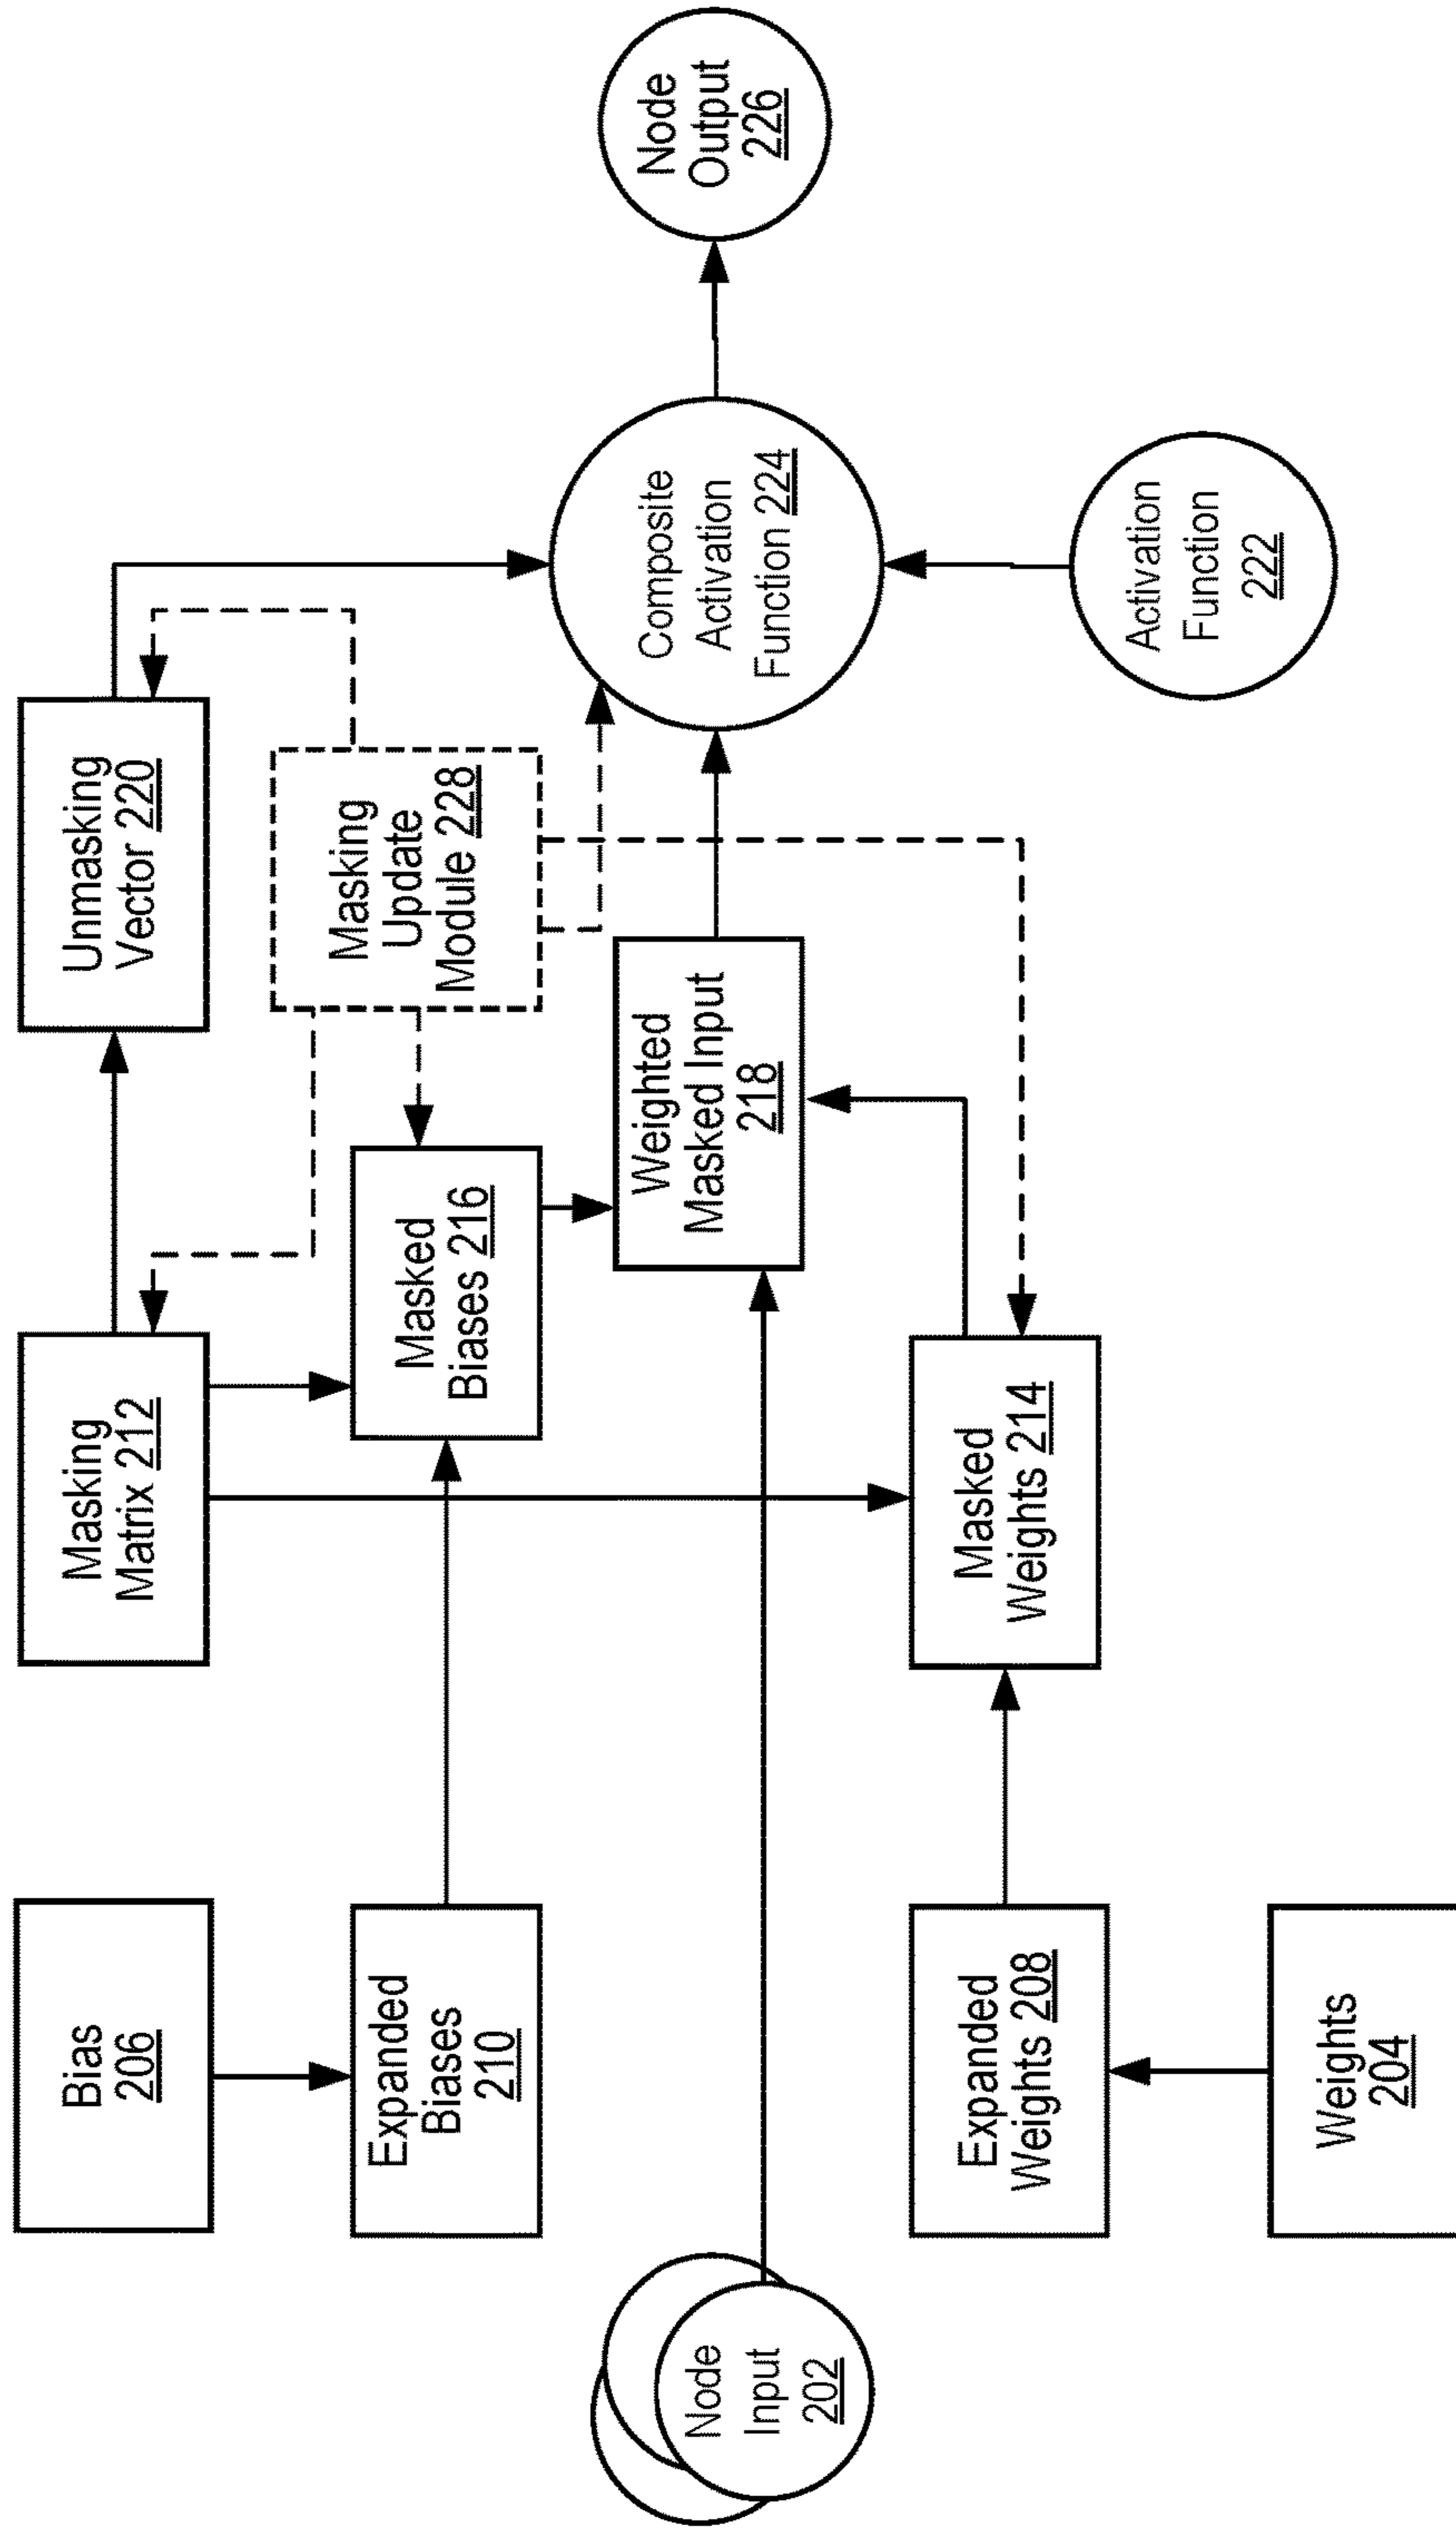 Bias
206
Masking
Matrix 212
Unmasking
Vector 220
Expanded
Biases
210
Masked
Biases 216
Masking
Update
Module 228
Node
Input
202
Weighted
Masked Input
218
Composite
Activation
Function 224
Node
Output
226
Expanded
Weights 208
Masked
Weights 214
Activation
Function
222
Weights
204